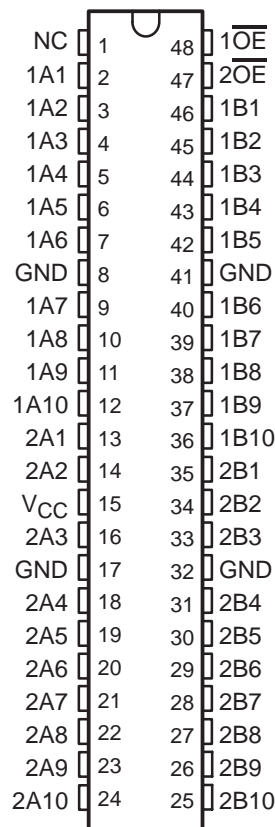 NC 1 48 1O̅E̅
1A1 2 47 2O̅E̅
1A2 3 46 1B1
1A3 4 45 1B2
1A4 5 44 1B3
1A5 6 43 1B4
1A6 7 42 1B5
GND 8 41 GND
1A7 9 40 1B6
1A8 10 39 1B7
1A9 11 38 1B8
1A10 12 37 1B9
2A1 13 36 1B10
2A2 14 35 2B1
VCC 15 34 2B2
2A3 16 33 2B3
GND 17 32 GND
2A4 18 31 2B4
2A5 19 30 2B5
2A6 20 29 2B6
2A7 21 28 2B7
2A8 22 27 2B8
2A9 23 26 2B9
2A10 24 25 2B10